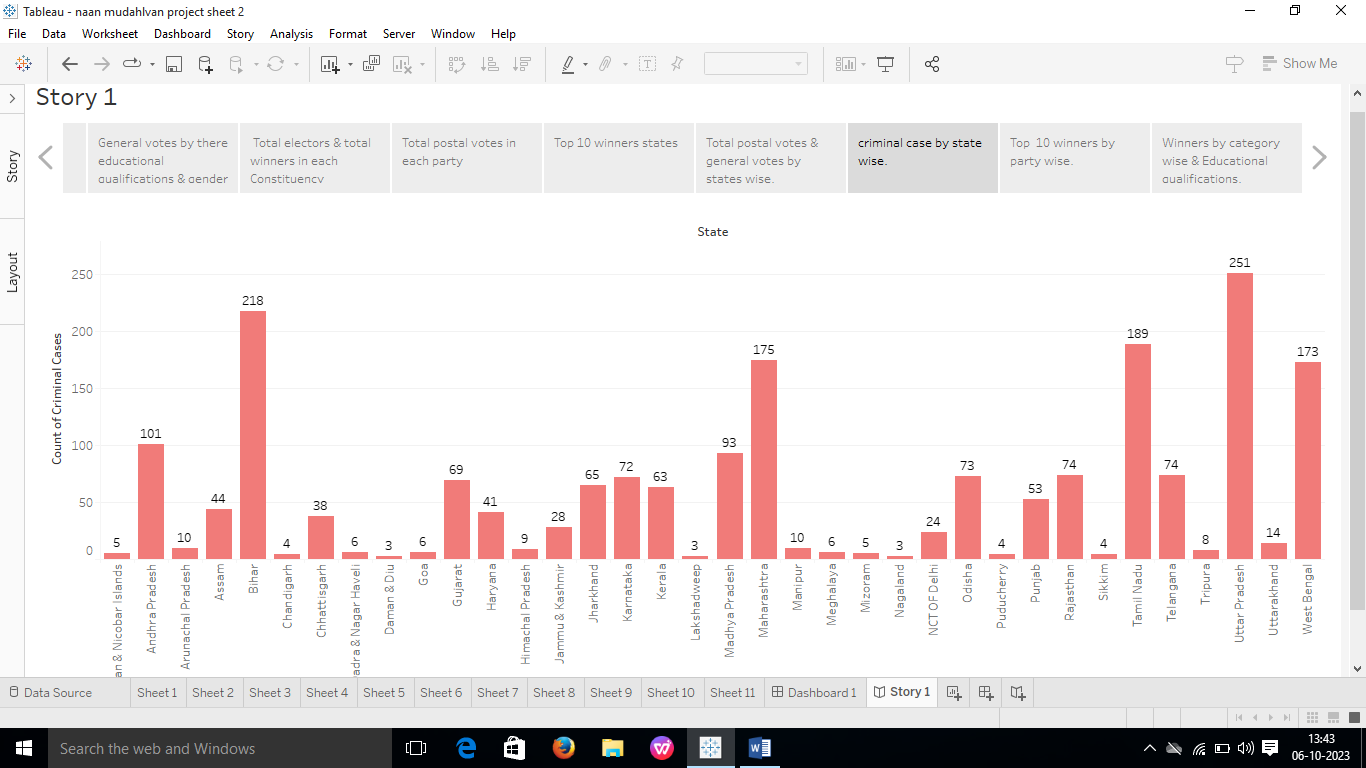 Tableau - naan mudahlvan project sheet 2
File Data Worksheet Dashboard Story Analysis Format Server Window Help
Show Me
Story 1
Story
Layout
General votes by there
educational
qualifications & gender
Total electors & total
winners in each
Constituency
Total postal votes in
each party
Top 10 winners states
Total postal votes &
general votes by
states wise.
criminal case by state
wise.
Top  10 winners by
party wise.
Winners by category
wise & Educational
qualifications.
State
Count of Criminal Cases
250
200
150
100
50
0
5
101
10
44
218
4
38
6
3
6
69
41
9
28
65
72
63
3
93
175
10
6
5
3
24
73
4
53
74
4
189
74
8
251
14
173
an & Nicobar Islands
Andhra Pradesh
Arunachal Pradesh
Assam
Bihar
Chandigarh
Chhattisgarh
adra & Nagar Haveli
Daman & Diu
Goa
Gujarat
Haryana
Himachal Pradesh
Jammu & Kashmir
Jharkhand
Karnataka
Kerala
Lakshadweep
Madhya Pradesh
Maharashtra
Manipur
Meghalaya
Mizoram
Nagaland
NCT OF Delhi
Odisha
Puducherry
Punjab
Rajasthan
Sikkim
Tamil Nadu
Telangana
Tripura
Uttar Pradesh
Uttarakhand
West Bengal
Data Source Sheet 1 Sheet 2 Sheet 3 Sheet 4 Sheet 5 Sheet 6 Sheet 7 Sheet 8 Sheet 9 Sheet 10 Sheet 11 Dashboard 1 Story 1
Search the web and Windows
13:43
06-10-2023